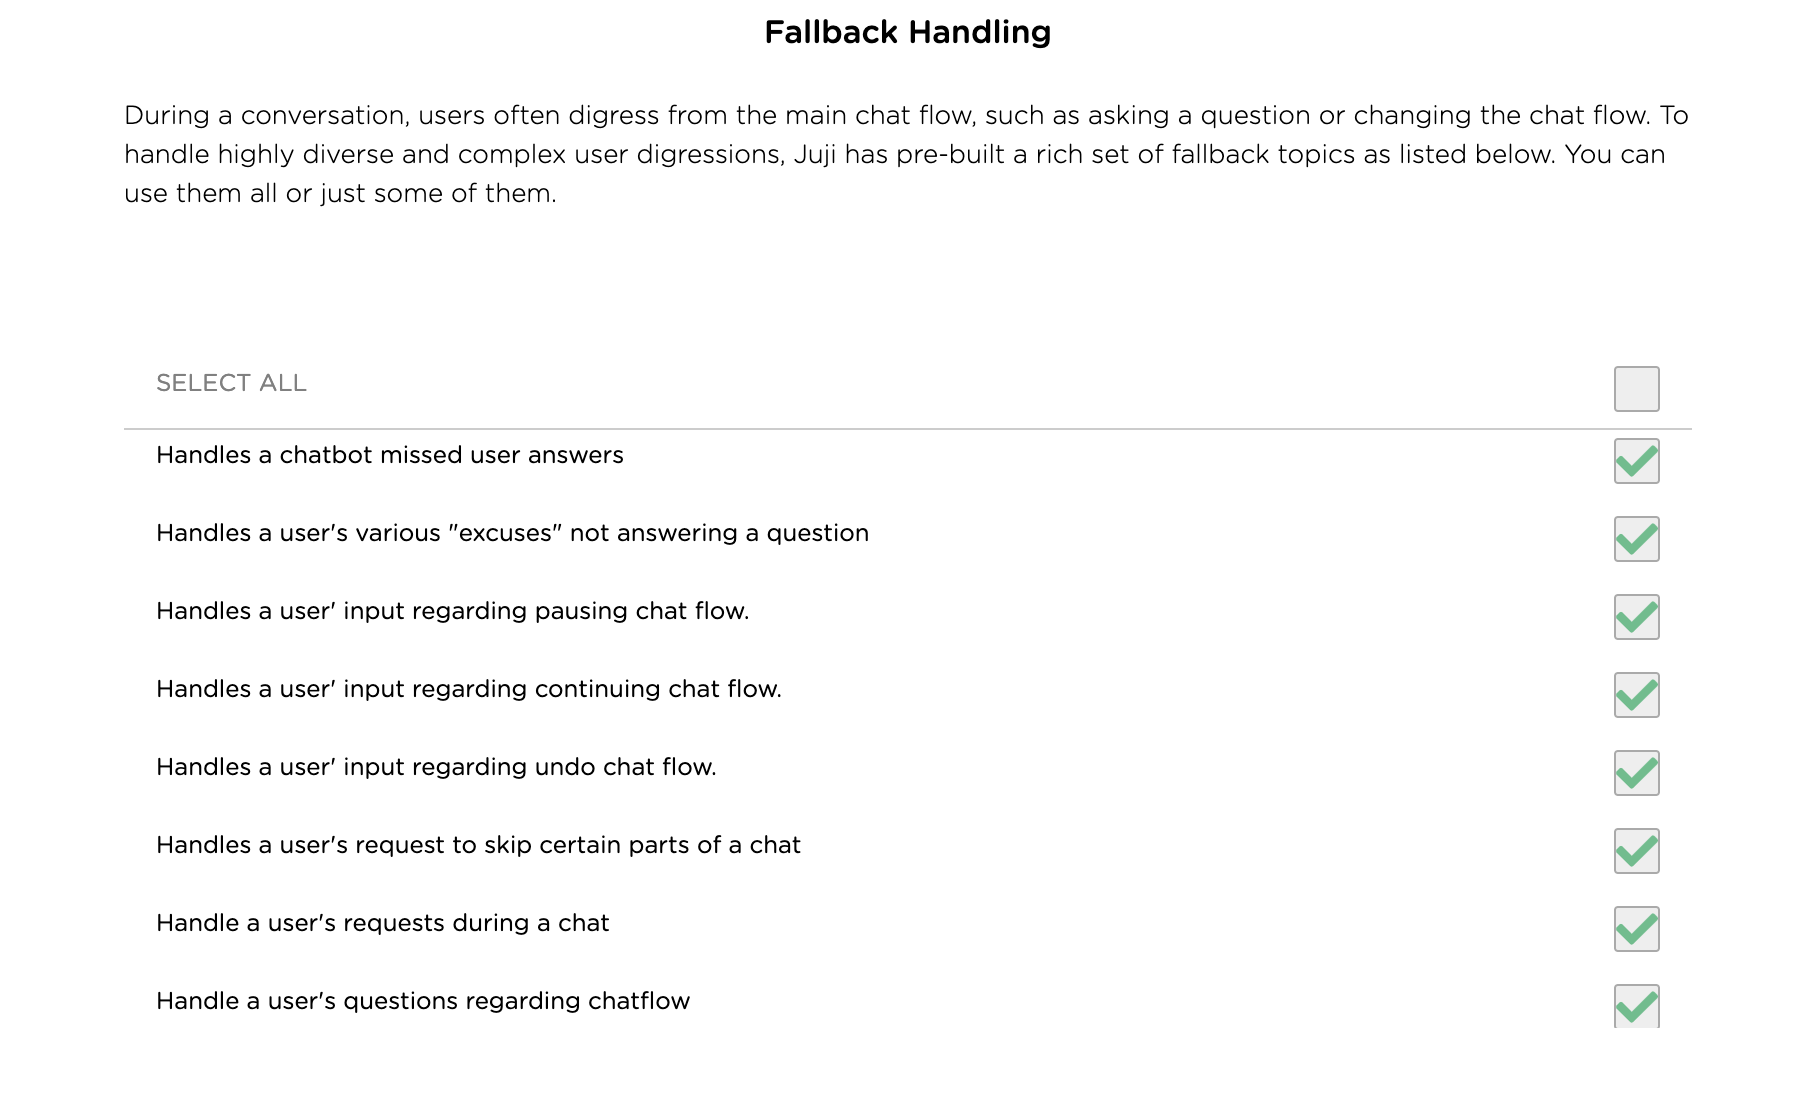 Fallback Handling
During a conversation, users often digress from the main chat flow, such as asking a question or changing the chat flow. To
handle highly diverse and complex user digressions, Juji has pre-built a rich set of fallback topics as listed below. You can
use them all or just some of them.
SELECT ALL
Handles a chatbot missed user answers
Handles a user's various "excuses" not answering a question
Handles a user' input regarding pausing chat flow.
Handles a user' input regarding continuing chat flow.
Handles a user' input regarding undo chat flow.
Handles a user's request to skip certain parts of a chat
Handle a user's requests during a chat
Handle a user's questions regarding chatflow